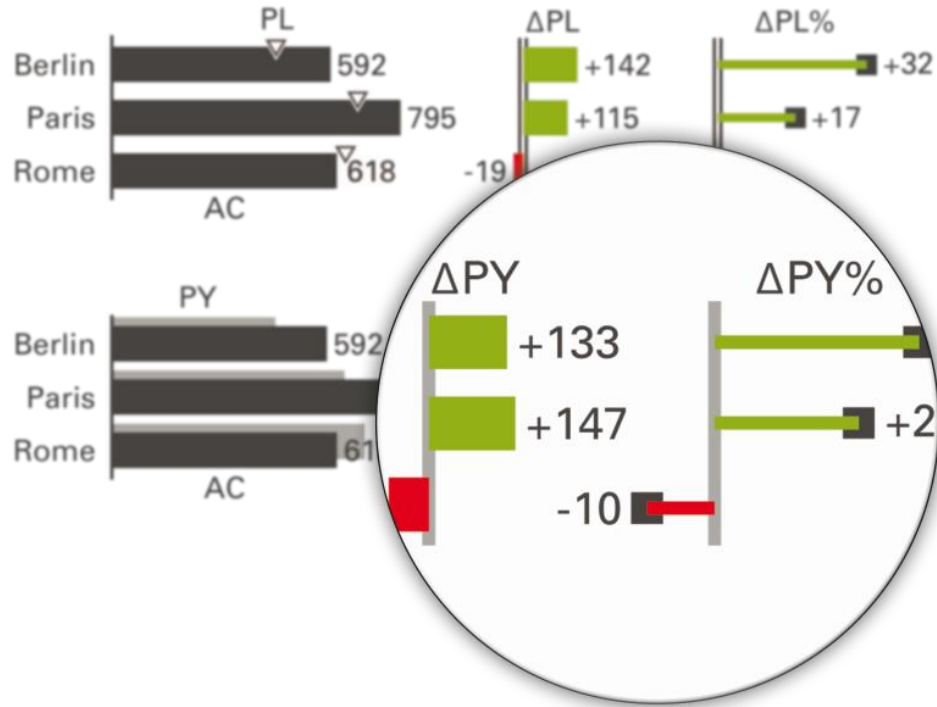 PL ΔPL ΔPL%
Berlin 592 +142 +32
Paris 795 +115 +17
Rome 618 -19
AC
PY ΔPY ΔPY%
Berlin 592 +133
Paris +147 +2
Rome 61 -10
AC